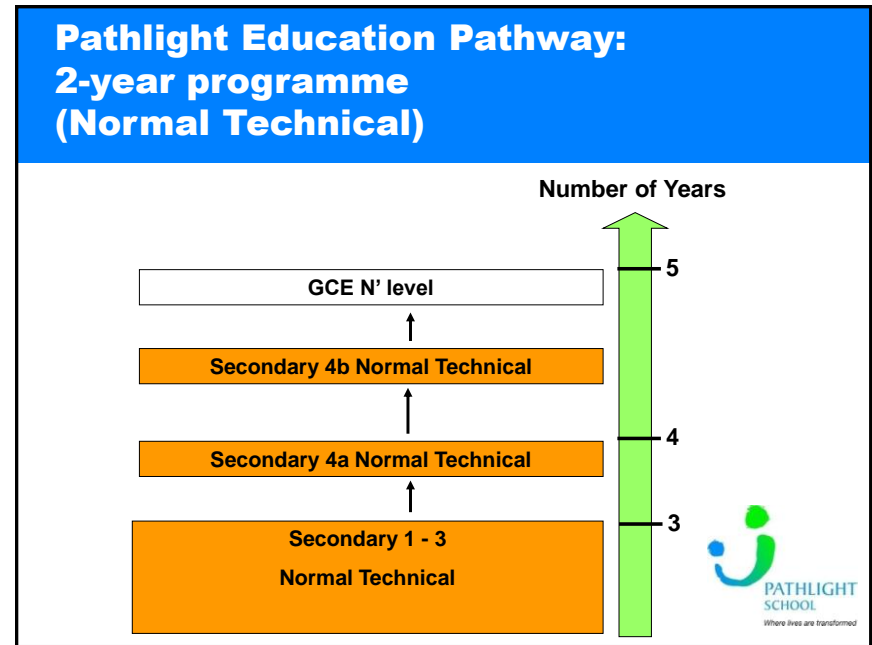 Pathlight Education Pathway:
2-year programme
(Normal Technical)
Number of Years
5
GCE N’ level
Secondary 4b Normal Technical
4
Secondary 4a Normal Technical
3
Secondary 1 - 3
Normal Technical
PATHLIGHT
SCHOOL
Where lives are transformed